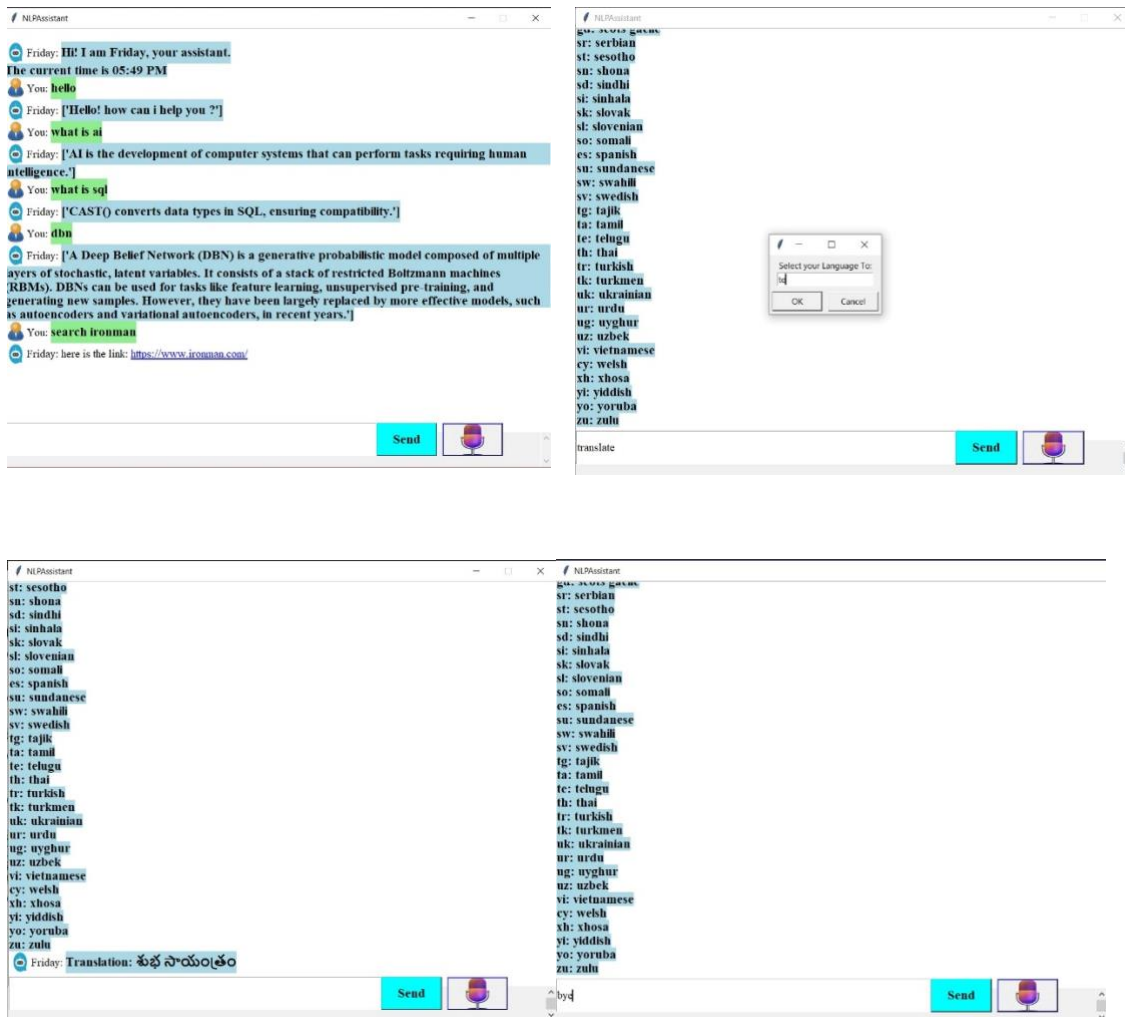 NLPAssistant
Friday: Hi! I am Friday, your assistant.
The current time is 05:49 PM
You: hello
Friday: ['Hello! how can i help you ?']
You: what is ai
Friday: ['AI is the development of computer systems that can perform tasks requiring human
ntelligence.']
You: what is sql
Friday: ['CAST() converts data types in SQL, ensuring compatibility.']
You: dbn
Friday: ['A Deep Belief Network (DBN) is a generative probabilistic model composed of multiple
ayers of stochastic, latent variables. It consists of a stack of restricted Boltzmann machines
(RBMs). DBNs can be used for tasks like feature learning, unsupervised pre-training, and
generating new samples. However, they have been largely replaced by more effective models, such
as autoencoders and variational autoencoders, in recent years.']
You: search ironman
Friday: here is the link: https://www.ironman.com/
Send
NLPAssistant
gd: scots gaelic
sr: serbian
st: sesotho
sn: shona
sd: sindhi
si: sinhala
sk: slovak
sl: slovenian
so: somali
es: spanish
su: sundanese
sw: swahili
sv: swedish
tg: tajik
ta: tamil
te: telugu
th: thai
tr: turkish
tk: turkmen
uk: ukrainian
ur: urdu
ug: uyghur
uz: uzbek
vi: vietnamese
cy: welsh
xh: xhosa
yi: yiddish
yo: yoruba
zu: zulu
Select your Language To:
OK Cancel
translate
Send
NLPAssistant
st: sesotho
sn: shona
sd: sindhi
si: sinhala
sk: slovak
sl: slovenian
so: somali
es: spanish
su: sundanese
sw: swahili
sv: swedish
tg: tajik
ta: tamil
te: telugu
th: thai
tr: turkish
tk: turkmen
uk: ukrainian
ur: urdu
ug: uyghur
uz: uzbek
vi: vietnamese
cy: welsh
xh: xhosa
yi: yiddish
yo: yoruba
zu: zulu
Friday: Translation: శుభ సాయంత్రం
Send
NLPAssistant
gd: scots gaelic
sr: serbian
st: sesotho
sn: shona
sd: sindhi
si: sinhala
sk: slovak
sl: slovenian
so: somali
es: spanish
su: sundanese
sw: swahili
sv: swedish
tg: tajik
ta: tamil
te: telugu
th: thai
tr: turkish
tk: turkmen
uk: ukrainian
ur: urdu
ug: uyghur
uz: uzbek
vi: vietnamese
cy: welsh
xh: xhosa
yi: yiddish
yo: yoruba
zu: zulu
bye
Send